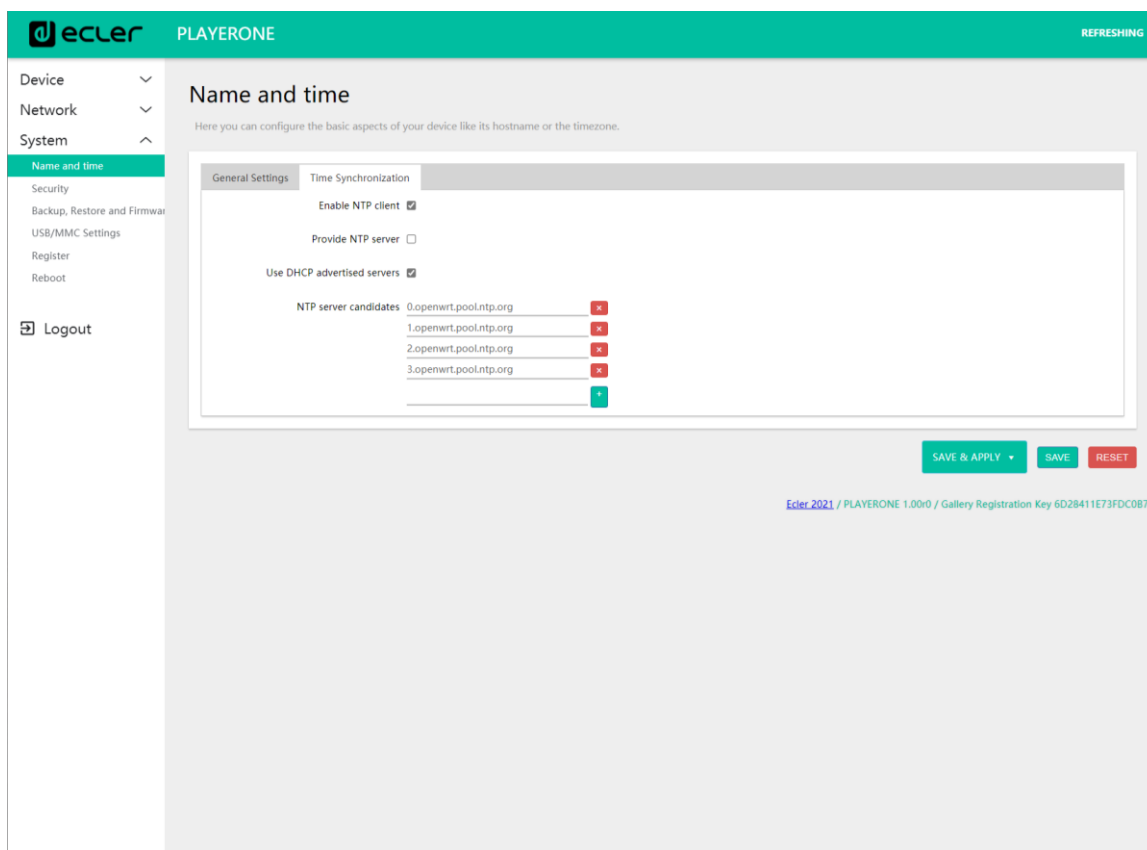 ecler PLAYERONE REFRESHING
Device
Network
System
Name and time
Security
Backup, Restore and
USB/MMC Settings
Register
Reboot
Logout
Name and time
Here you can configure the basic aspects of your device like its hostname or the timezone.
General Settings Time Synchronization
Enable NTP client
Provide NTP server
Use DHCP advertised servers
NTP server candidates 0.openwrt.pool.ntp.org ×
1.openwrt.pool.ntp.org ×
2.openwrt.pool.ntp.org ×
3.openwrt.pool.ntp.org ×
+
SAVE & APPLY SAVE RESET
Ecler 2021 / PLAYERONE 1.00r0 / Gallery Registration Key 6D28411E73FDC0B7